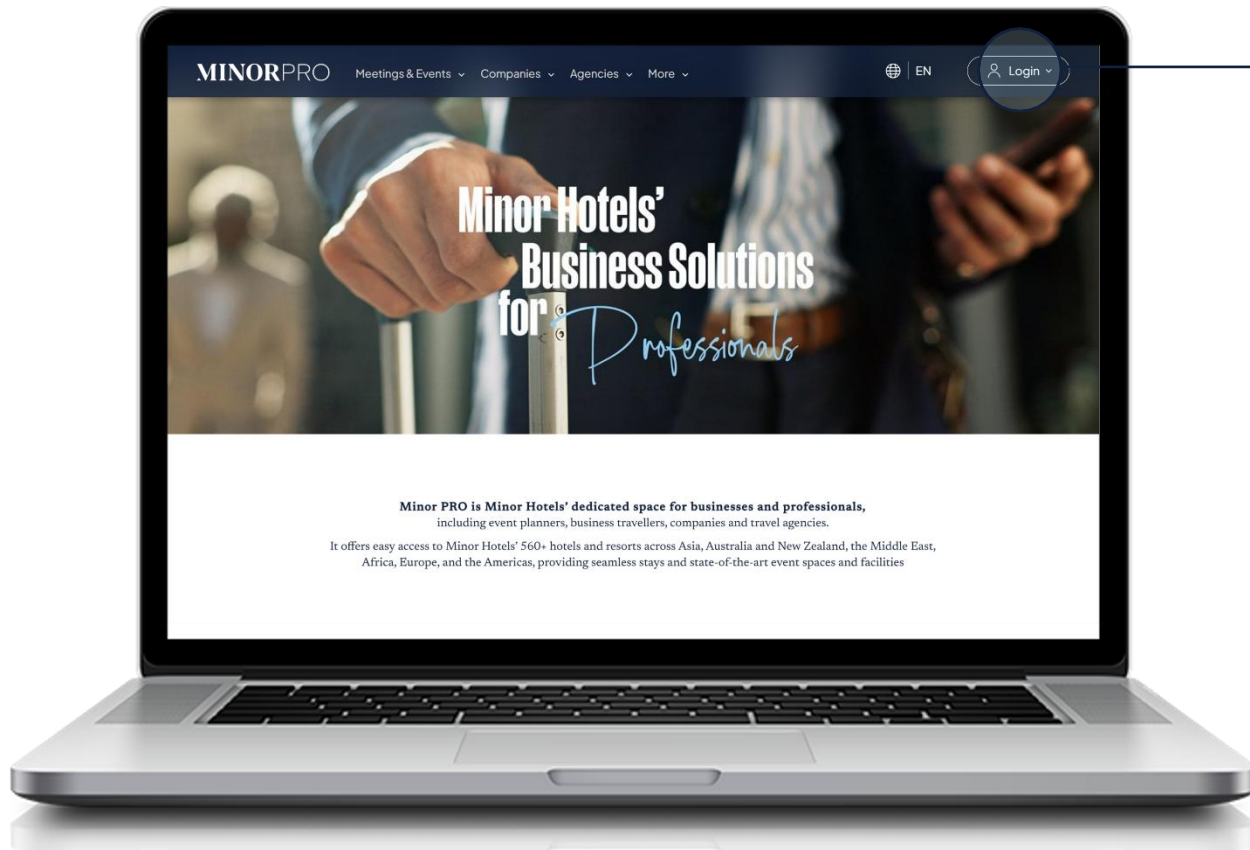 MINORPRO Meetings & Events Companies Agencies More EN Login
Minor Hotels'
Business Solutions
for Professionals
Minor PRO is Minor Hotels' dedicated space for businesses and professionals,
including event planners, business travellers, companies and travel agencies.
It offers easy access to Minor Hotels' 560+ hotels and resorts across Asia, Australia and New Zealand, the Middle East,
Africa, Europe, and the Americas, providing seamless stays and state-of-the-art event spaces and facilities